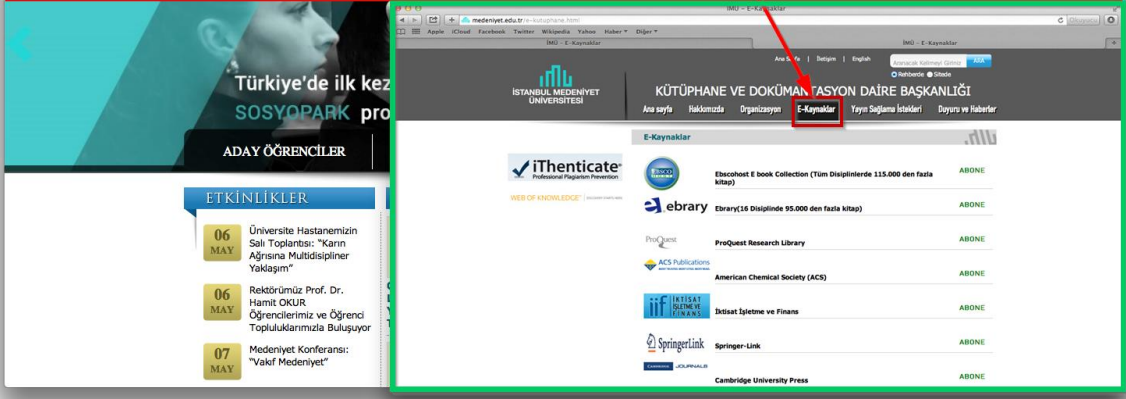 Türkiye'de ilk kez
SOSYOPARK pro
ADAY ÖĞRENCİLER
ETKİNLİKLER
06
MAY
Üniversite Hastanemizin
Salı Toplantısı: "Karın
Ağrısına Multidisipliner
Yaklaşım"
06
MAY
Rektörümüz Prof. Dr.
Hamit OKUR
Öğrencilerimiz ve Öğrenci
Topluluklarımızla Buluşuyor
07
MAY
Medeniyet Konferansı:
"Vakıf Medeniyet"
İMÜ - E-Kaynaklar
medeniyet.edu.tr/e-kutuphane.html
Okuyucu
Apple iCloud Facebook Twitter Wikipedia Yahoo Haber Diğer
İMÜ - E-Kaynaklar
İMÜ - E-Kaynaklar
Ana Sayfa | İletişim | English
Aranacak Kelimeyi Giriniz
ARA
Rehberde Sitede
İSTANBUL MEDENİYET
ÜNİVERSİTESİ
KÜTÜPHANE VE DOKÜMANTASYON DAİRE BAŞKANLIĞI
Ana sayfa Hakkımızda Organizasyon E-Kaynaklar Yayın Sağlama İstekleri Duyuru ve Haberler
E-Kaynaklar
iThenticate
Professional Plagiarism Prevention
WEB OF KNOWLEDGE
EBSCO
HOST
Ebscohost E book Collection (Tüm Disiplinlerde 115.000 den fazla
kitap)
ABONE
ebrary
Ebrary(16 Disiplinde 95.000 den fazla kitap)
ABONE
ProQuest
ProQuest Research Library
ABONE
ACS Publications
American Chemical Society (ACS)
ABONE
iif İKTİSAT
İŞLETME VE
FİNANS
İktisat İşletme ve Finans
ABONE
SpringerLink
Springer-Link
ABONE
CAMBRIDGE JOURNALS
Cambridge University Press
ABONE